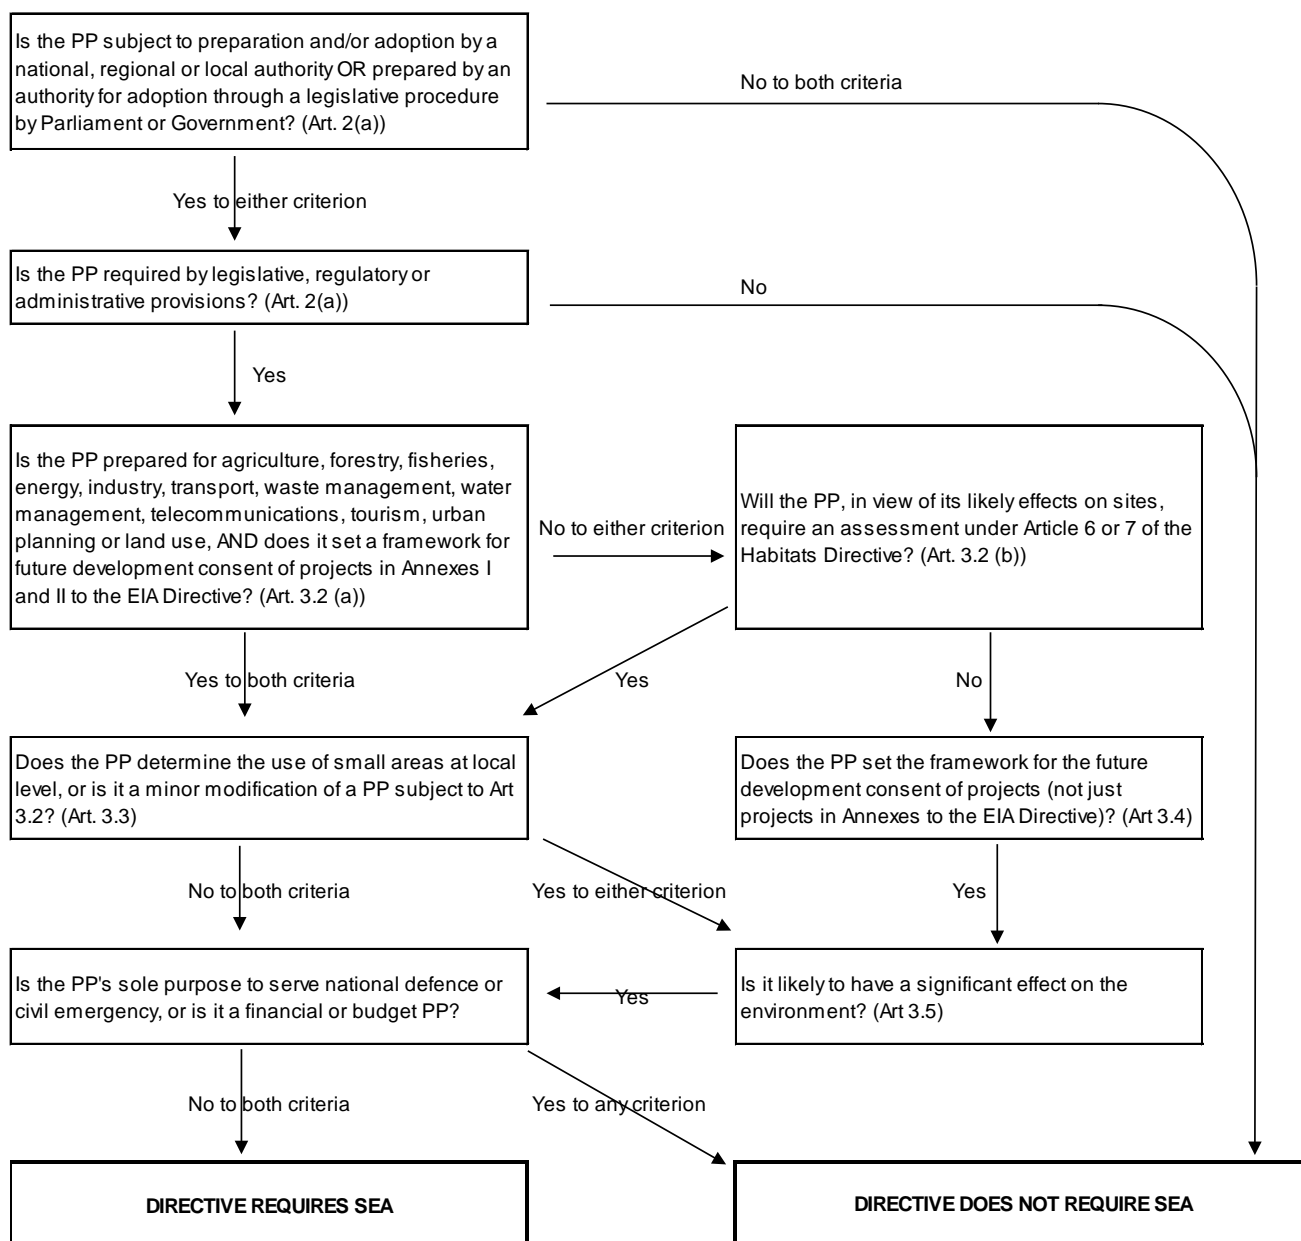 Is the PP subject to preparation and/or adoption by a
national, regional or local authority OR prepared by an
authority for adoption through a legislative procedure
by Parliament or Government? (Art. 2(a))
No to both criteria
Yes to either criterion
Is the PP required by legislative, regulatory or
administrative provisions? (Art. 2(a))
No
Yes
Is the PP prepared for agriculture, forestry, fisheries,
energy, industry, transport, waste management, water
management, telecommunications, tourism, urban
planning or land use, AND does it set a framework for
future development consent of projects in Annexes I
and II to the EIA Directive? (Art. 3.2 (a))
No to either criterion
Will the PP, in view of its likely effects on sites,
require an assessment under Article 6 or 7 of the
Habitats Directive? (Art. 3.2 (b))
Yes to both criteria
Yes
No
Does the PP determine the use of small areas at local
level, or is it a minor modification of a PP subject to Art
3.2? (Art. 3.3)
Does the PP set the framework for the future
development consent of projects (not just
projects in Annexes to the EIA Directive)? (Art 3.4)
No to both criteria
Yes to either criterion
Yes
Is the PP's sole purpose to serve national defence or
civil emergency, or is it a financial or budget PP?
Yes
Is it likely to have a significant effect on the
environment? (Art 3.5)
No to both criteria
Yes to any criterion
DIRECTIVE REQUIRES SEA
DIRECTIVE DOES NOT REQUIRE SEA